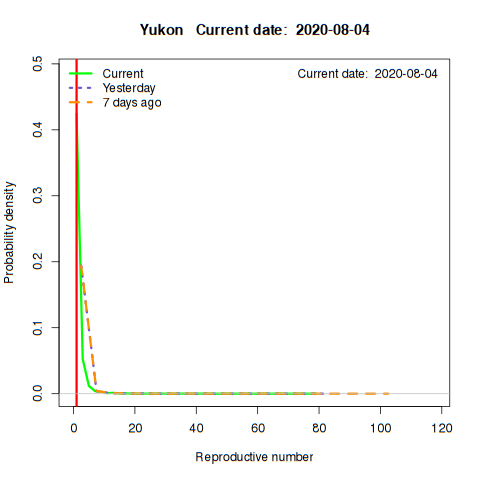 Yukon   Current date:  2020-08-04
Current
Yesterday
7 days ago
Current date:  2020-08-04
Probability density
0.5
0.4
0.3
0.2
0.1
0.0
0 20 40 60 80 100 120
Reproductive number